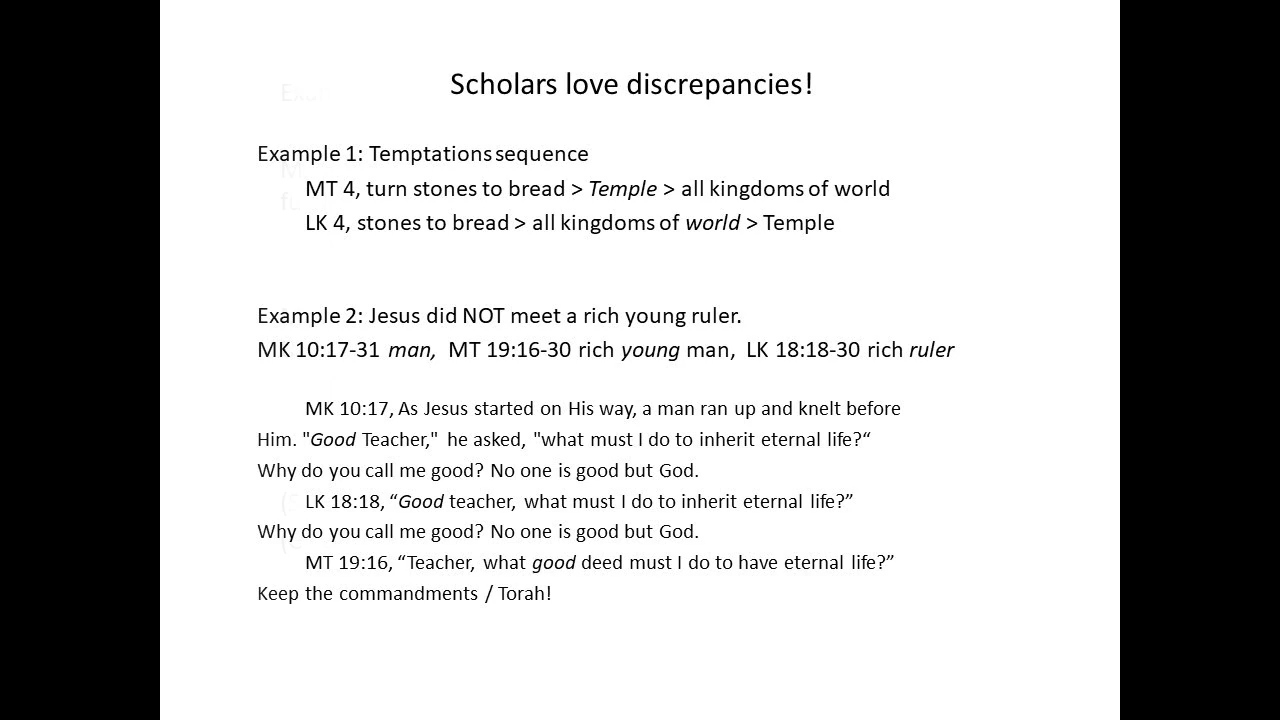 Scholars love discrepancies!
Example 1: Temptations sequence
MT 4, turn stones to bread > Temple > all kingdoms of world
LK 4, stones to bread > all kingdoms of world > Temple
Example 2: Jesus did NOT meet a rich young ruler.
MK 10:17-31 man, MT 19:16-30 rich young man, LK 18:18-30 rich ruler
MK 10:17, As Jesus started on His way, a man ran up and knelt before
Him. "Good Teacher," he asked, "what must I do to inherit eternal life?“
Why do you call me good? No one is good but God.
LK 18:18, “Good teacher, what must I do to inherit eternal life?”
Why do you call me good? No one is good but God.
MT 19:16, “Teacher, what good deed must I do to have eternal life?”
Keep the commandments / Torah!